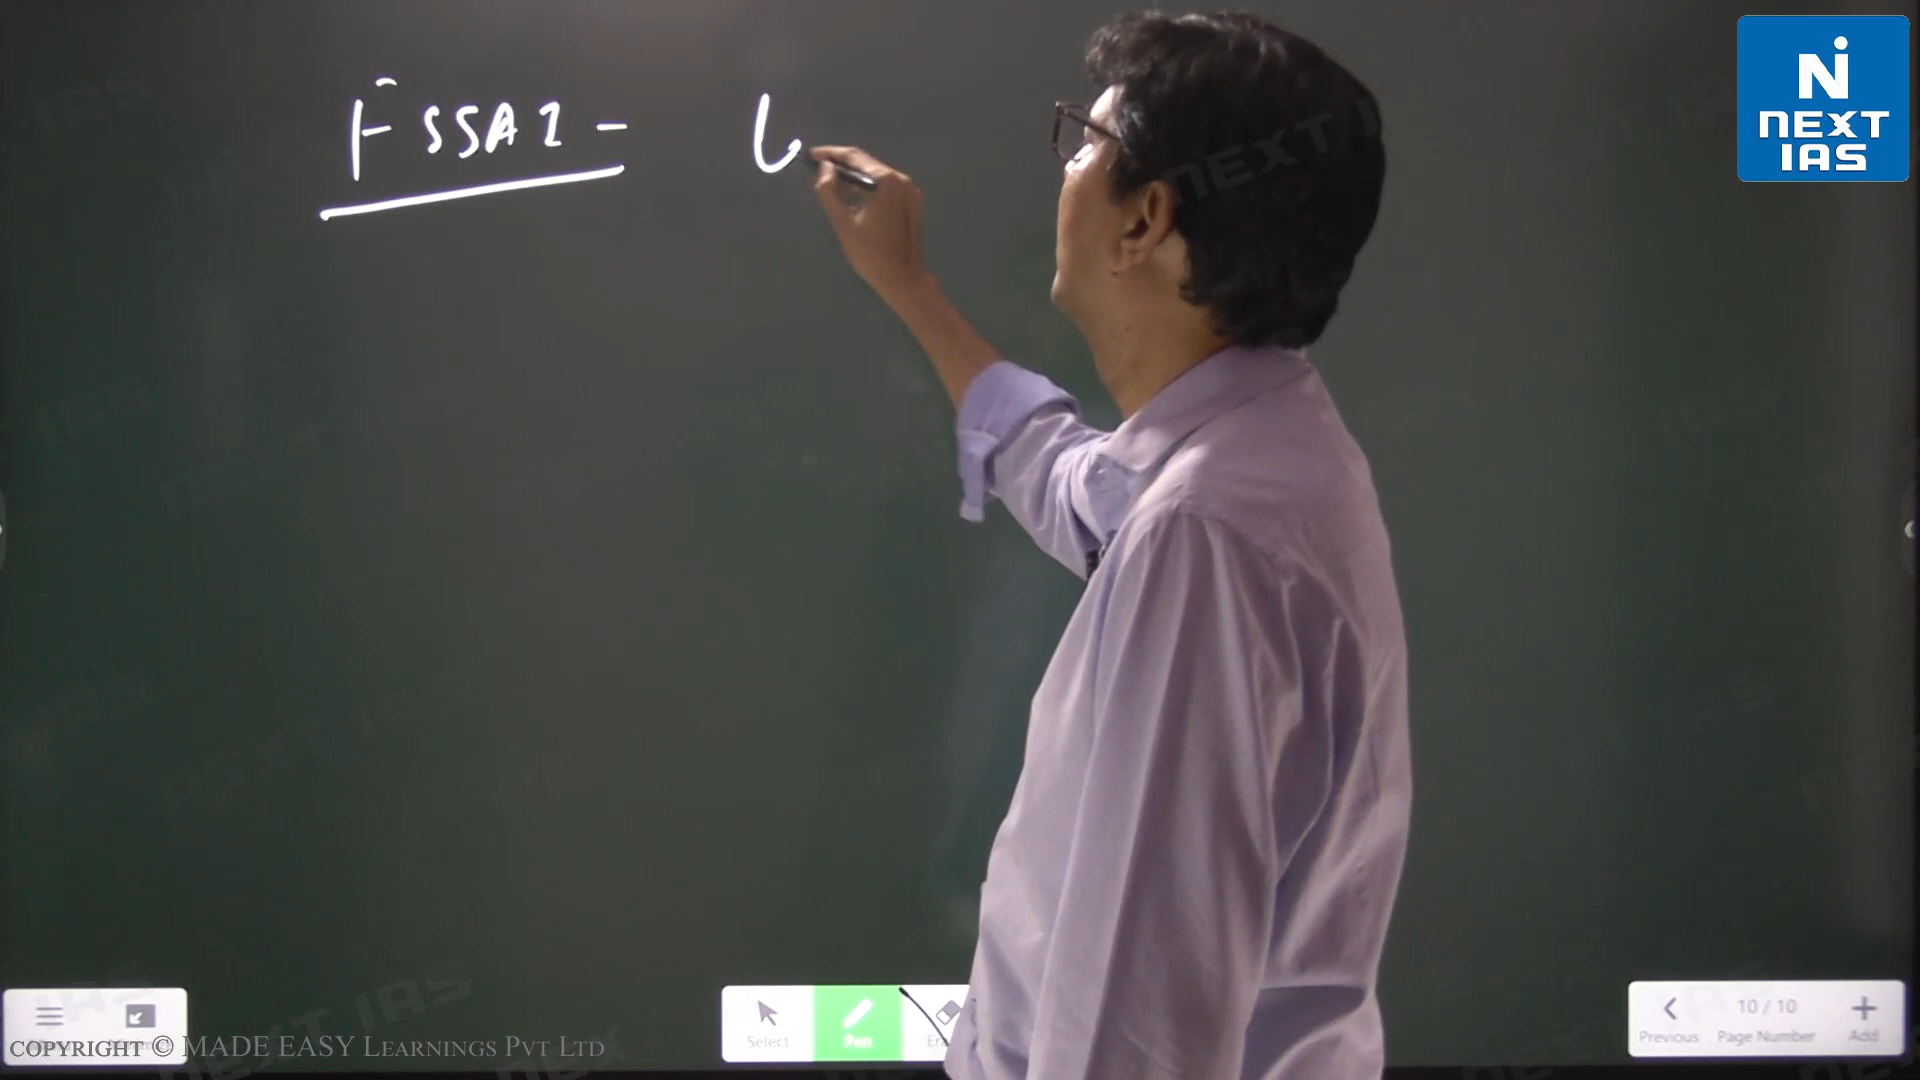 FSSAI -
NEXT
IAS
Select
Pen
10 / 10
Previous
Page Number
Add
COPYRIGHT © MADE EASY LEARNINGS PVT LTD